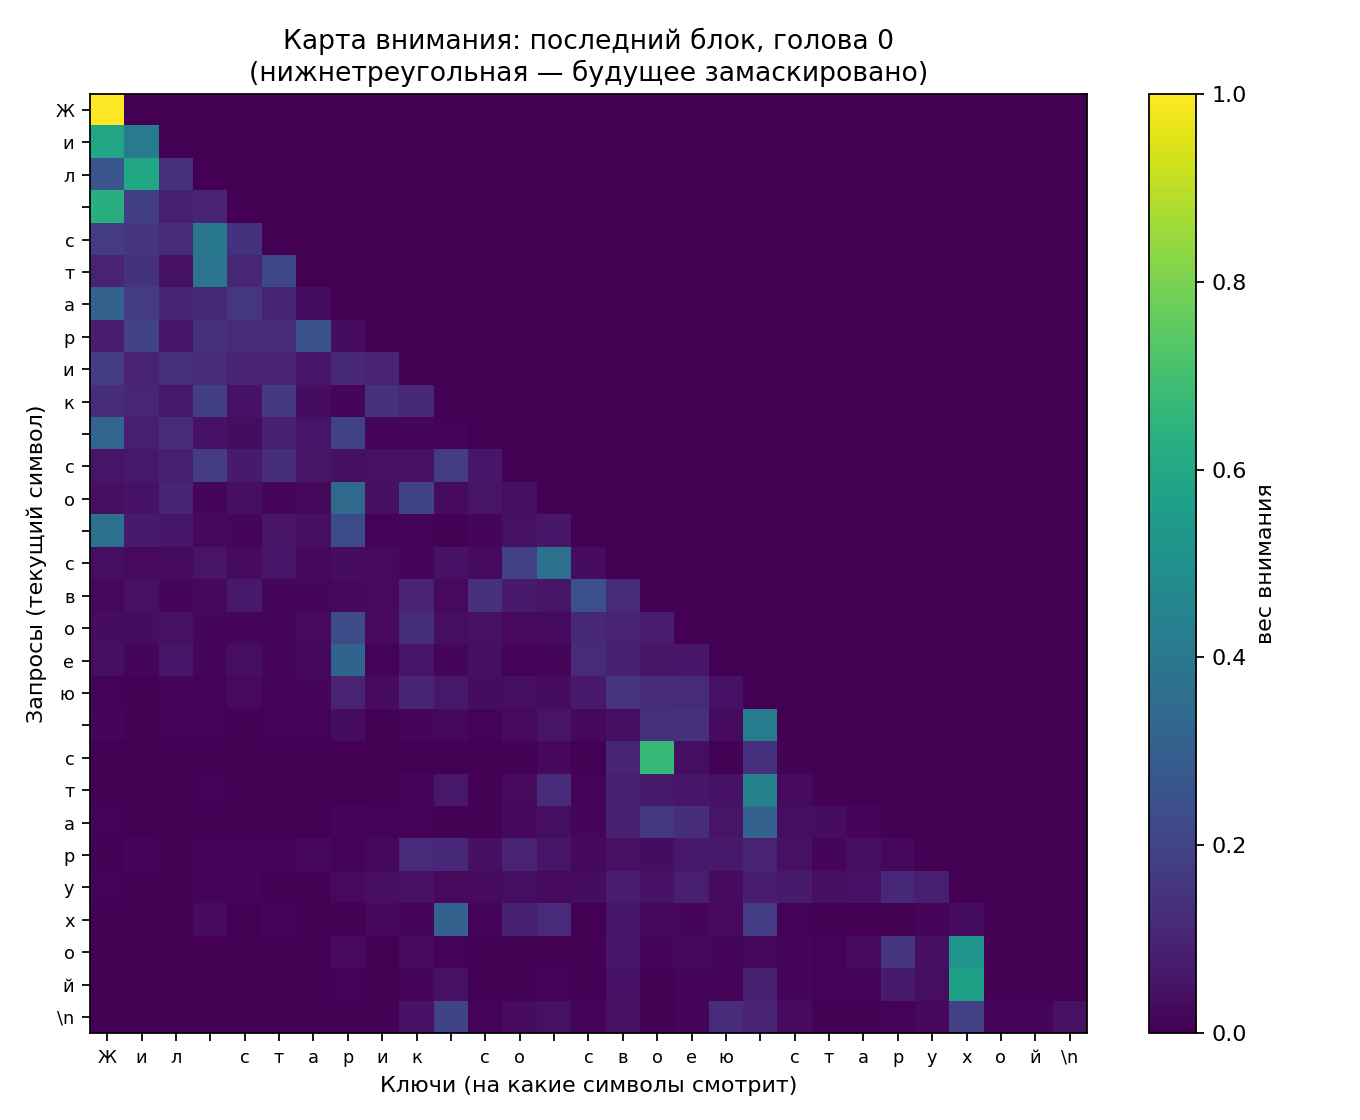 Карта внимания: последний блок, голова 0
(нижнетреугольная — будущее замаскировано)
Запросы (текущий символ)
Ж
и
л
с
т
а
р
и
к
с
о
с
в
о
е
ю
с
т
а
р
у
х
о
й
\n
Ж и л с т а р и к с о с в о е ю с т а р у х о й \n
Ключи (на какие символы смотрит)
1.0
0.8
0.6
0.4
0.2
0.0
вес внимания